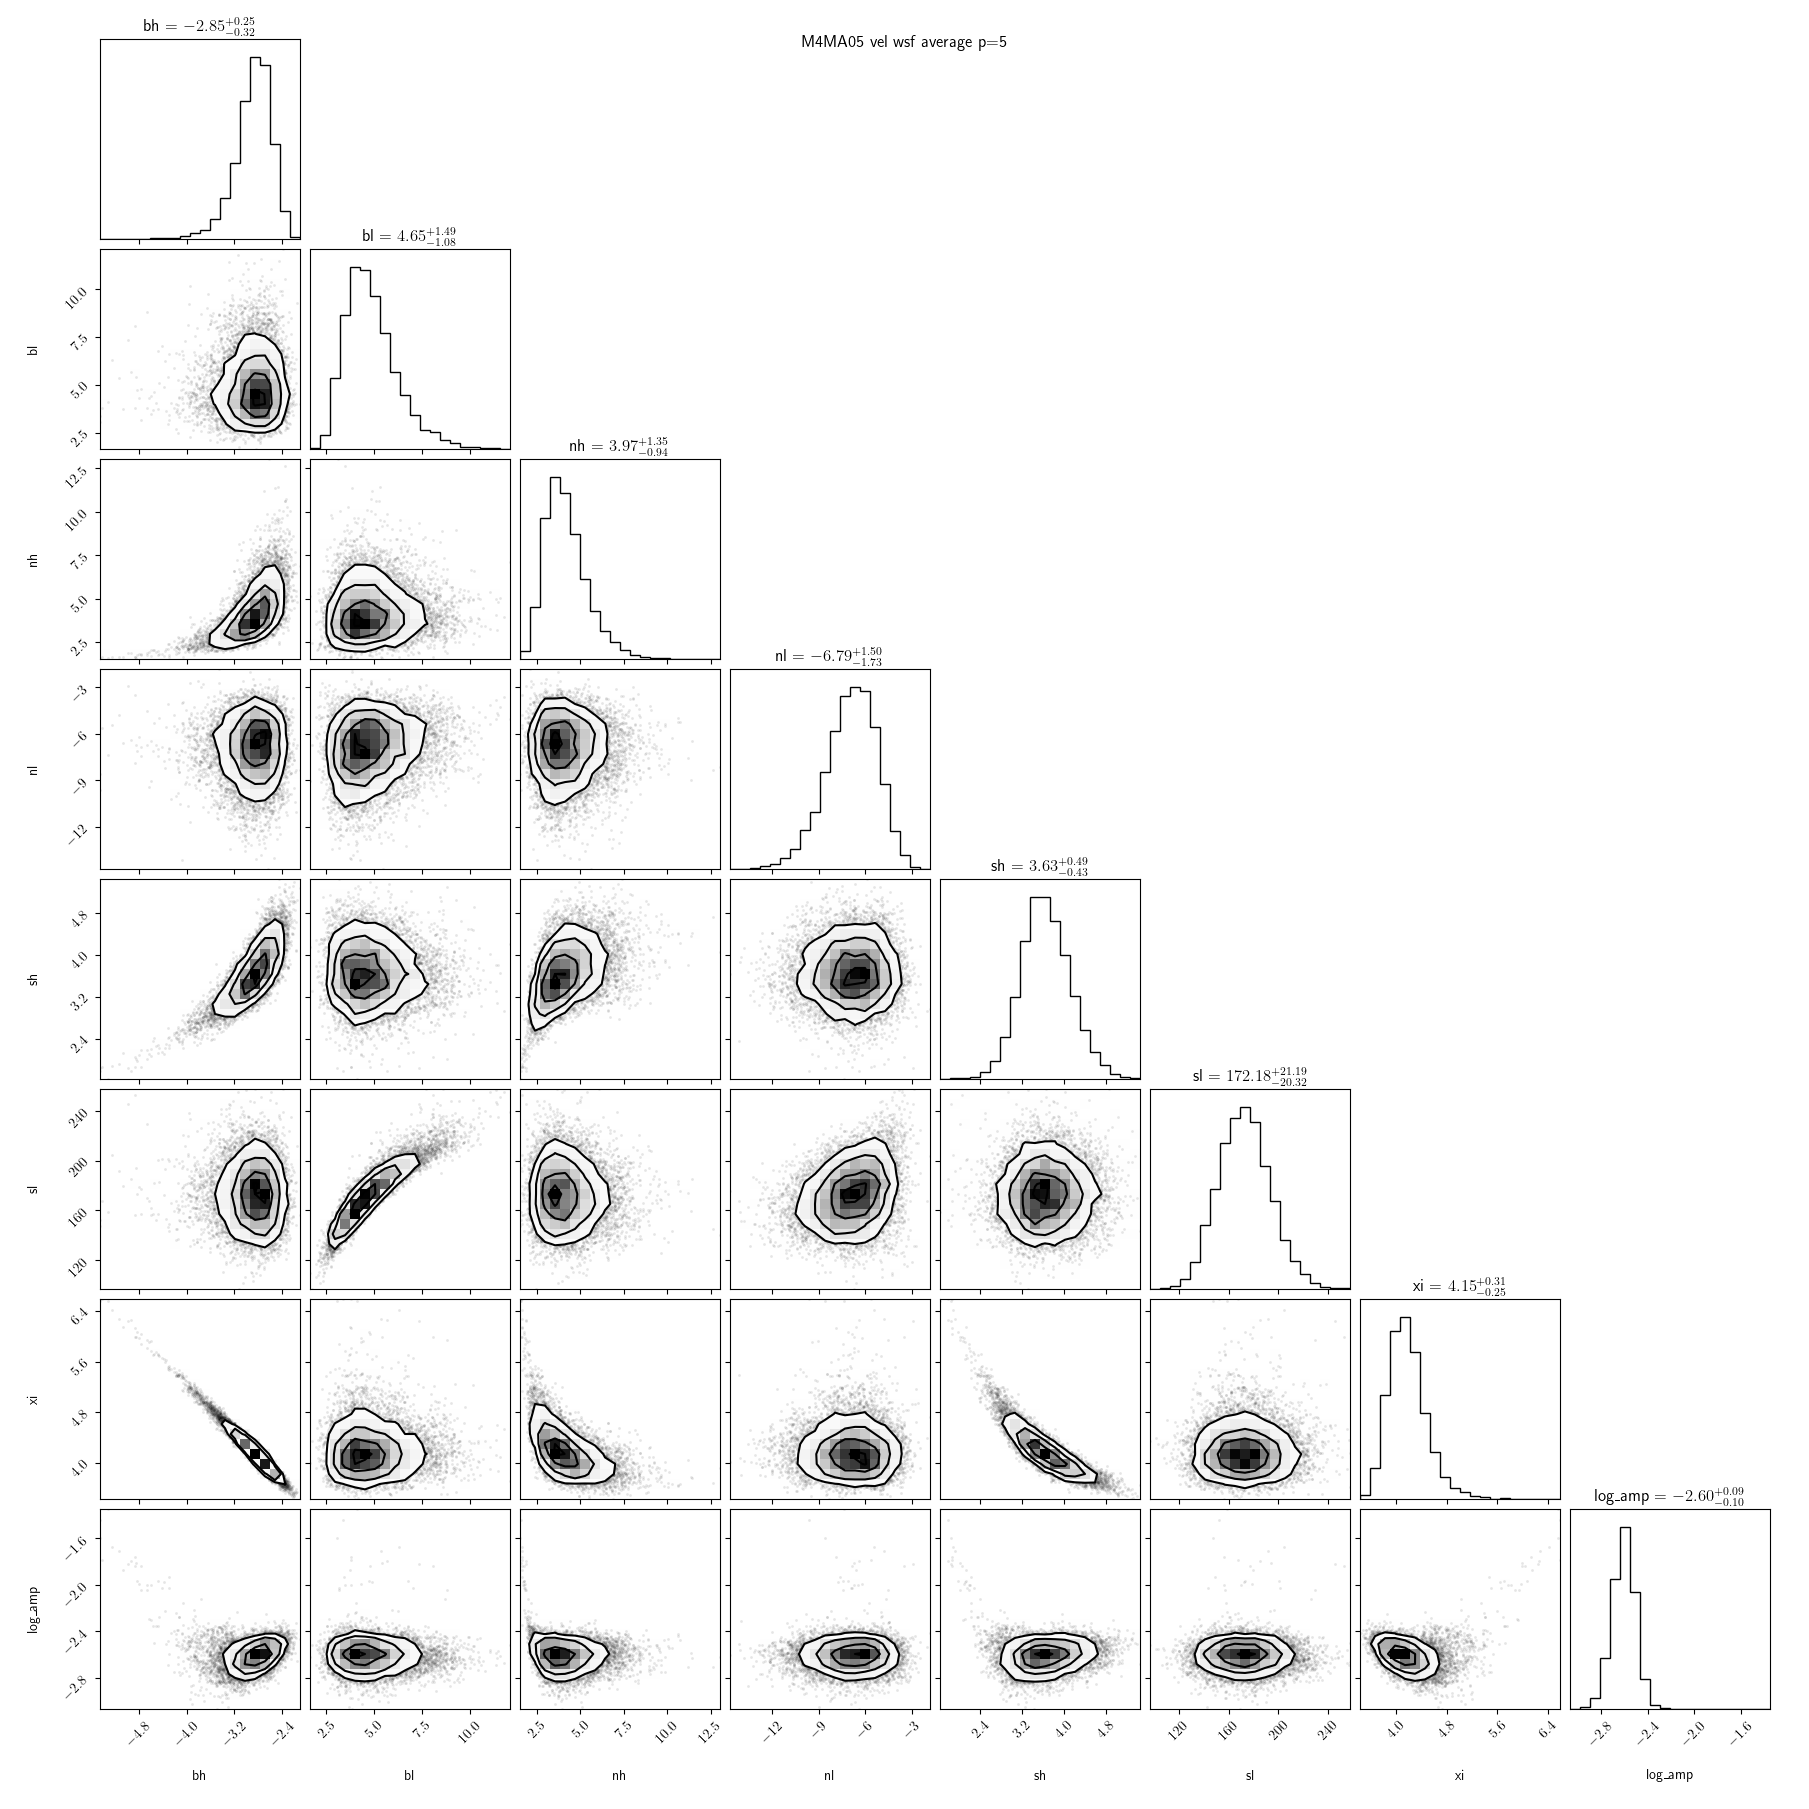 bh = −2.85+0.25−0.32
M4MA05 vel wsf average p=5
bl = 4.65+1.49−1.08
10.0
7.5
5.0
2.5
bl
nh = 3.97+1.35−0.94
12.5
10.0
7.5
5.0
2.5
nh
nl = −6.79+1.50−1.73
−3
−6
−9
−12
nl
sh = 3.63+0.49−0.43
4.8
4.0
3.2
2.4
sh
sl = 172.18+21.19−20.32
240
200
160
120
sl
xi = 4.15+0.31−0.25
6.4
5.6
4.8
4.0
xi
log_amp = −2.60+0.09−0.10
−1.6
−2.0
−2.4
−2.8
log_amp
−4.8 −4.0 −3.2 −2.4 2.5 5.0 7.5 10.0 2.5 5.0 7.5 10.0 12.5 −12 −9 −6 −3 2.4 3.2 4.0 4.8 120 160 200 240 4.0 4.8 5.6 6.4 −2.8 −2.4 −2.0 −1.6
bh bl nh nl sh sl xi log_amp